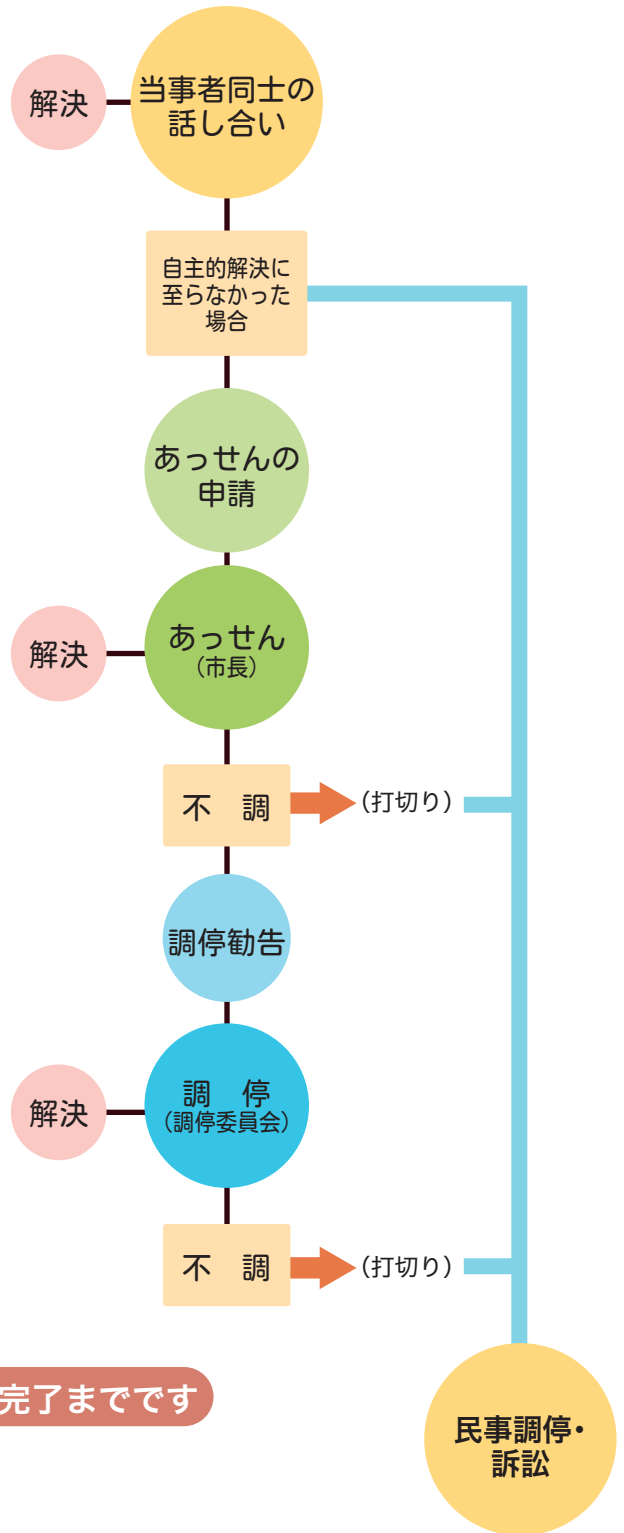 当事者同士の
話し合い
解決
自主的解決に
至らなかった
場合
あっせんの
申請
あっせん
（市長）
解決
不　調
（打切り）
調停勧告
調　停
（調停委員会）
解決
不　調
（打切り）
完了までです
民事調停・
訴訟